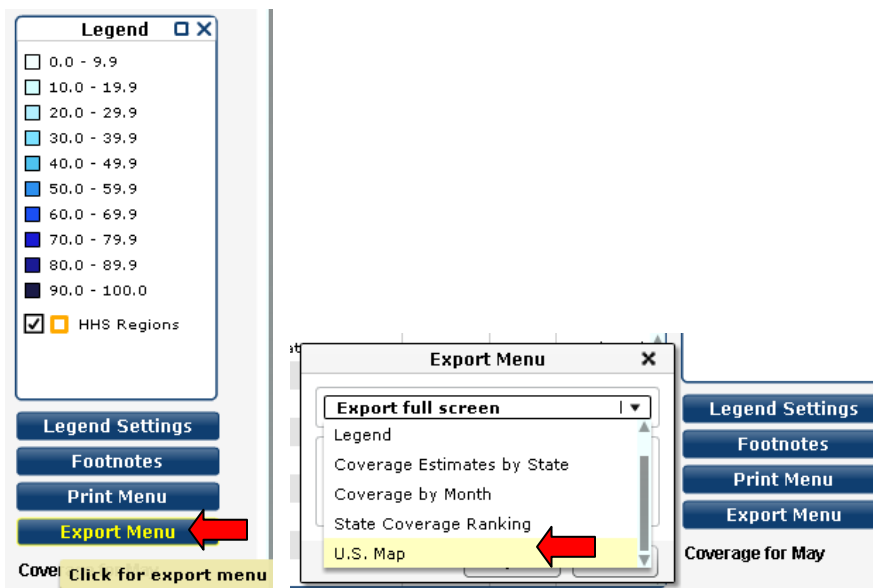 Legend
0.0 - 9.9
10.0 - 19.9
20.0 - 29.9
30.0 - 39.9
40.0 - 49.9
50.0 - 59.9
60.0 - 69.9
70.0 - 79.9
80.0 - 89.9
90.0 - 100.0
HHS Regions
Legend Settings
Footnotes
Print Menu
Export Menu
Click for export menu
Export Menu
Export full screen
Legend
Coverage Estimates by State
Coverage by Month
State Coverage Ranking
U.S. Map
Legend Settings
Footnotes
Print Menu
Export Menu
Coverage for May